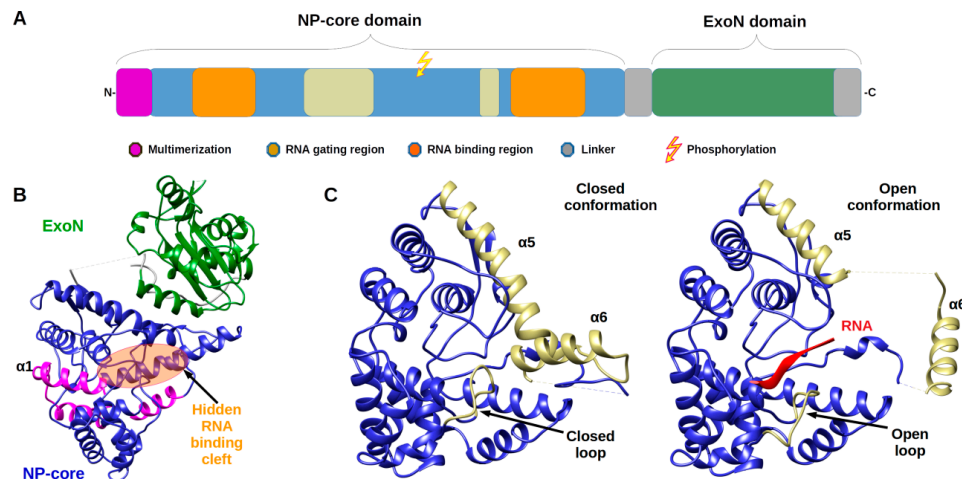 A
NP-core domain
ExoN domain
N-
-C
Multimerization
RNA gating region
RNA binding region
Linker
Phosphorylation
B
ExoN
α1
Hidden
RNA
binding
cleft
NP-core
C
Closed
conformation
α5
α6
Closed
loop
Open
conformation
α5
α6
RNA
Open
loop